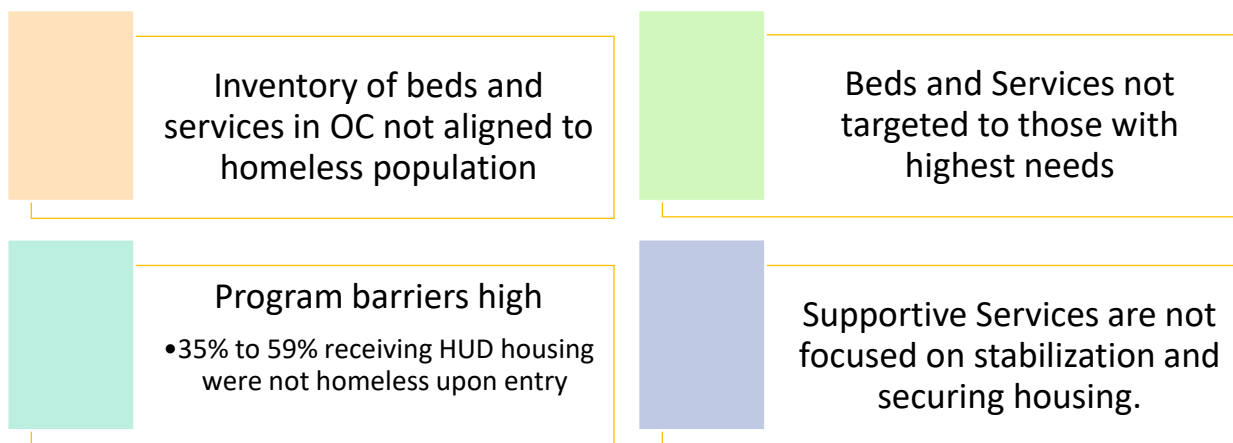 Inventory of beds and
services in OC not aligned to
homeless population
Beds and Services not
targeted to those with
highest needs
Program barriers high
•35% to 59% receiving HUD housing
were not homeless upon entry
Supportive Services are not
focused on stabilization and
securing housing.